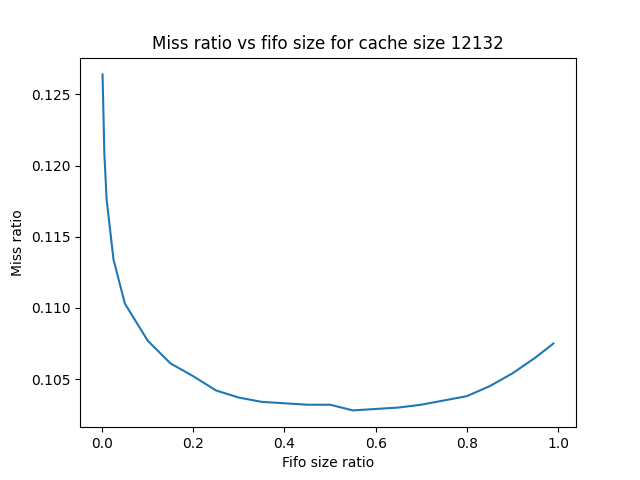 Miss ratio vs fifo size for cache size 12132
0.125
0.120
0.115
0.110
0.105
Miss ratio
0.0 0.2 0.4 0.6 0.8 1.0
Fifo size ratio